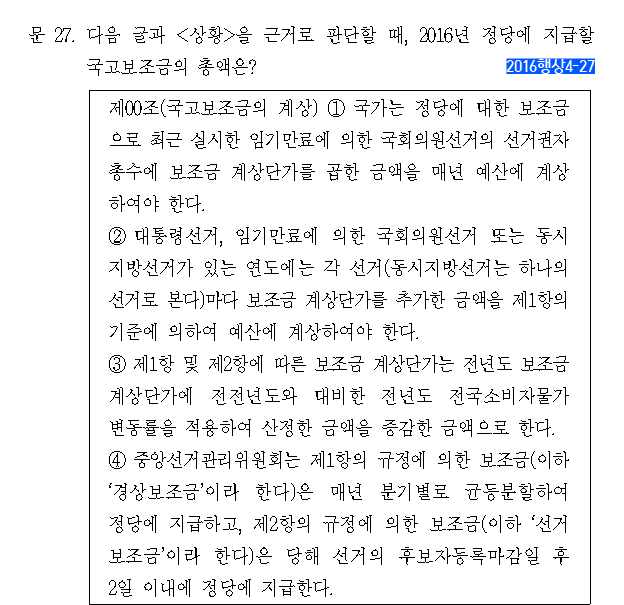 문 27. 다음 글과 <상황>을 근거로 판단할 때, 2016년 정당에 지급할
국고보조금의 총액은?
2016행상4-27
제00조(국고보조금의 계상) ① 국가는 정당에 대한 보조금
으로 최근 실시한 임기만료에 의한 국회의원선거의 선거권자
총수에 보조금 계상단가를 곱한 금액을 매년 예산에 계상
하여야 한다.
② 대통령선거, 임기만료에 의한 국회의원선거 또는 동시
지방선거가 있는 연도에는 각 선거(동시지방선거는 하나의
선거로 본다)마다 보조금 계상단가를 추가한 금액을 제1항의
기준에 의하여 예산에 계상하여야 한다.
③ 제1항 및 제2항에 따른 보조금 계상단가는 전년도 보조금
계상단가에 전전년도와 대비한 전년도 전국소비자물가
변동률을 적용하여 산정한 금액을 증감한 금액으로 한다.
④ 중앙선거관리위원회는 제1항의 규정에 의한 보조금(이하
‘경상보조금’이라 한다)은 매년 분기별로 균등분할하여
정당에 지급하고, 제2항의 규정에 의한 보조금(이하 ‘선거
보조금’이라 한다)은 당해 선거의 후보자등록마감일 후
2일 이내에 정당에 지급한다.